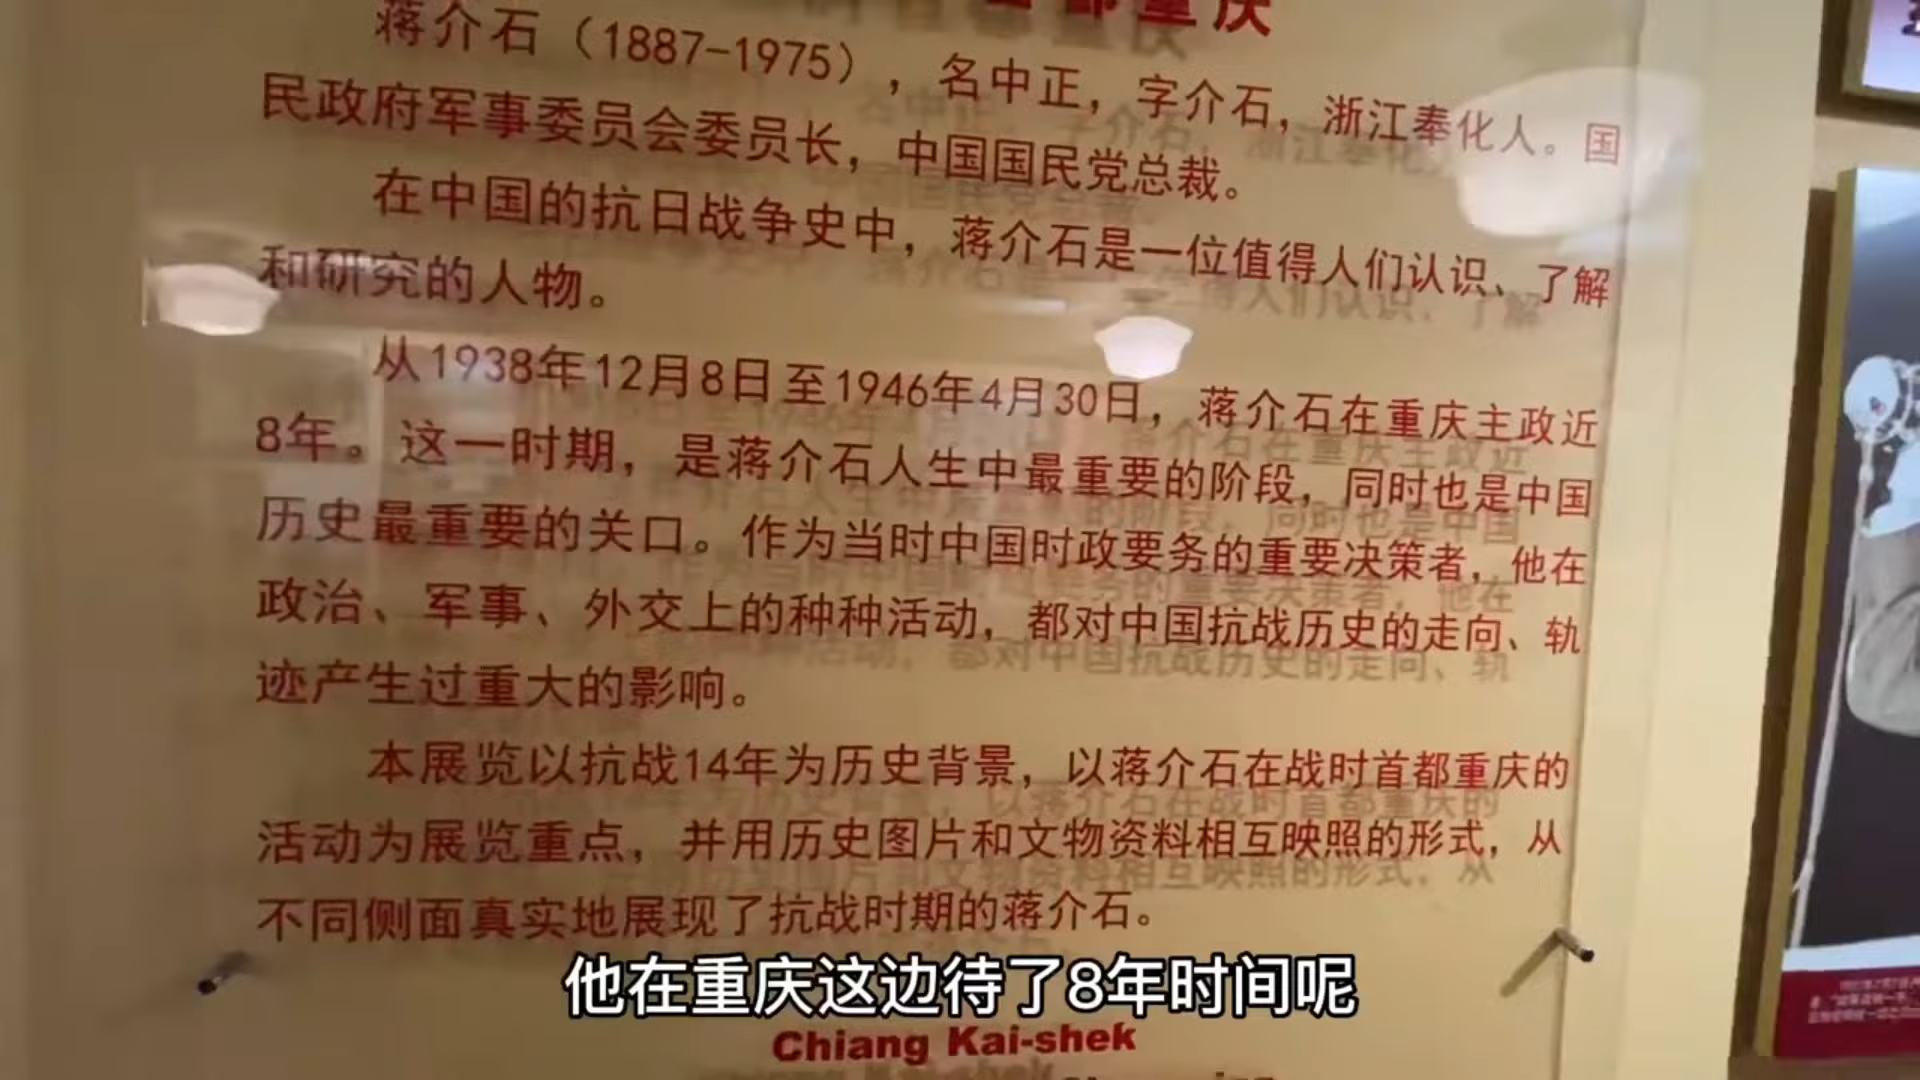 都重庆
蒋介石（1887-1975），名中正，字介石，浙江奉化人。国
民政府军事委员会委员长，中国国民党总裁。
在中国的抗日战争史中，蒋介石是一位值得人们认识、了解
和研究的人物。
从1938年12月8日至1946年4月30日，蒋介石在重庆主政近
8年。这一时期，是蒋介石人生中最重要的阶段，同时也是中国
历史最重要的关口。作为当时中国时政要务的重要决策者，他在
政治、军事、外交上的种种活动，都对中国抗战历史的走向、轨
迹产生过重大的影响。
本展览以抗战14年为历史背景，以蒋介石在战时首都重庆的
活动为展览重点，并用历史图片和文物资料相互映照的形式，从
不同侧面真实地展现了抗战时期的蒋介石。
他在重庆这边待了8年时间呢
Chiang Kai-shek